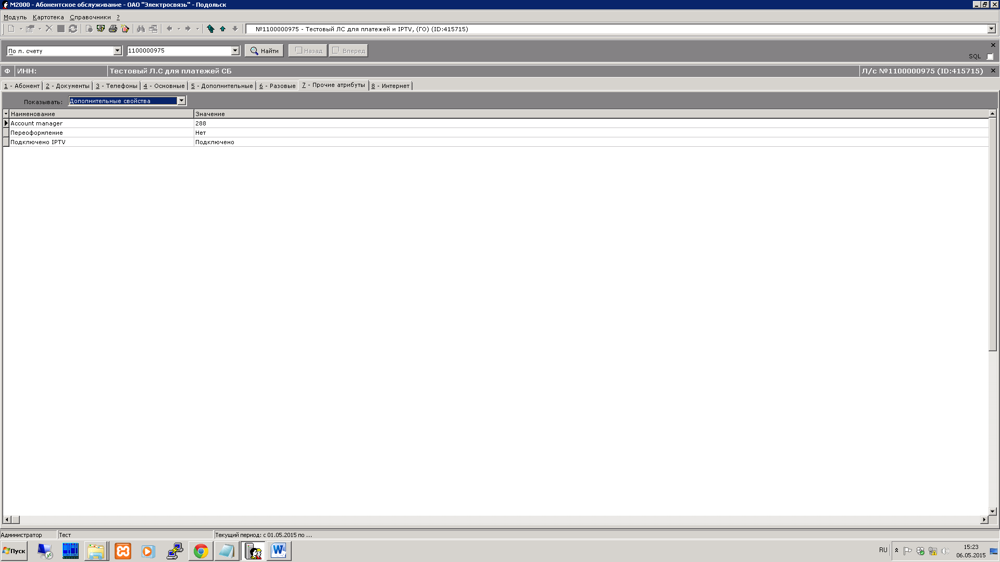 M2000 - Абонентское обслуживание - ОАО "Электросвязь" - Подольск
Модуль Картотека Справочники ?
№1100000975 - Тестовый ЛС для платежей и IPTV, (ГО) (ID:415715)
По л. счету 1100000975 Найти Назад Вперед
SQL
Ф ИНН: Тестовый Л.С для платежей СБ Л/с №1100000975 (ID:415715)
1 - Абонент 2 - Документы 3 - Телефоны 4 - Основные 5 - Дополнительные 6 - Разовые 7 - Прочие атрибуты 8 - Интернет
Показывать: Дополнительные свойства
Наименование Значение
Account manager 288
Переоформление Нет
Подключено IPTV Подключено
Администратор Тест Текущий период: с 01.05.2015 по ...
Пуск RU 15:23
06.05.2015